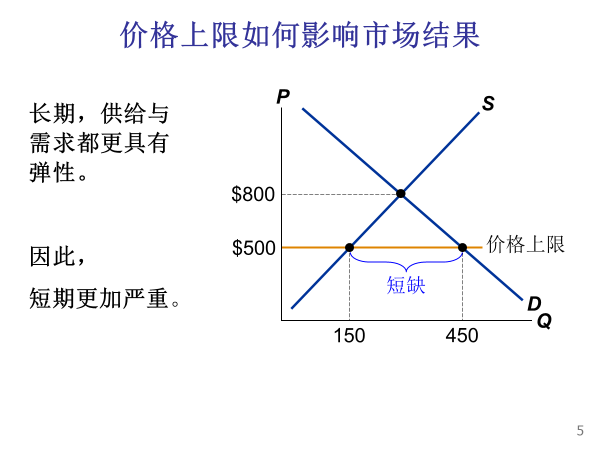 价格上限如何影响市场结果
长期，供给与
需求都更具有
弹性。
因此，
短期更加严重。
P
S
$800
$500
价格上限
短缺
D
Q
150
450
5